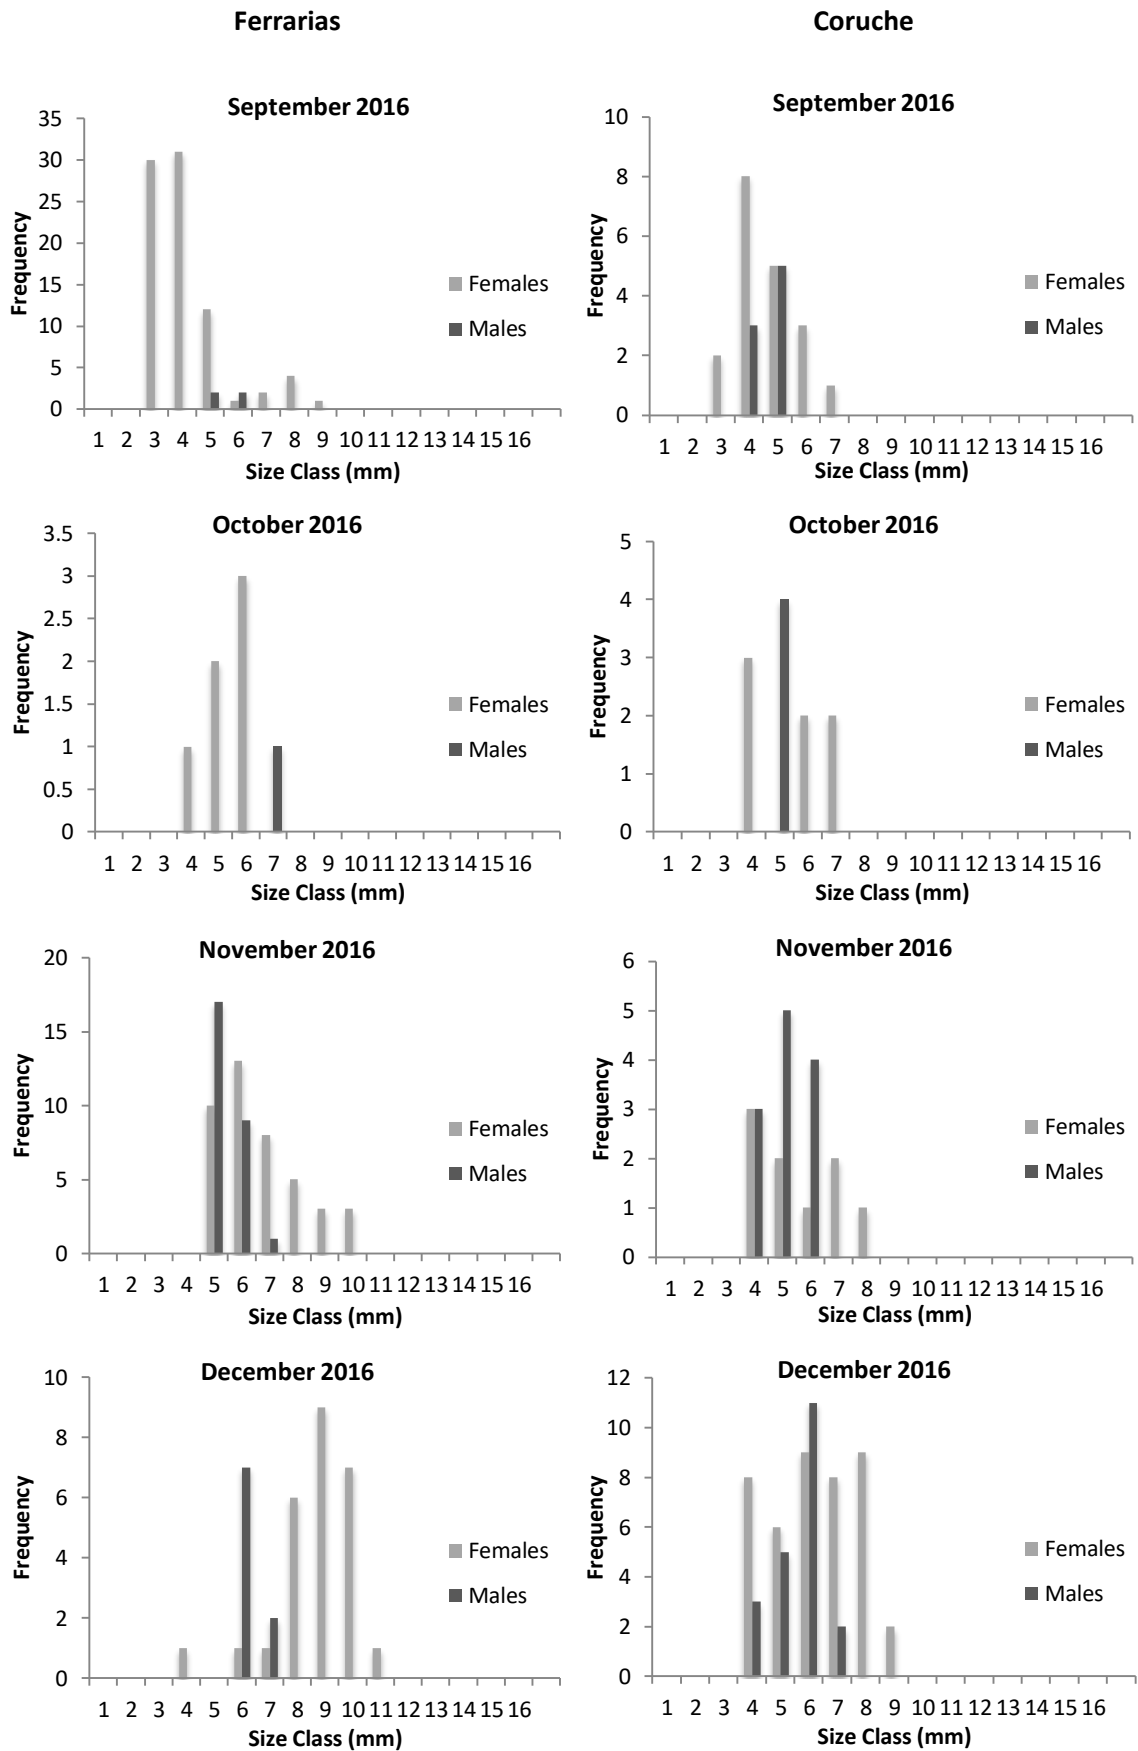 Ferrarias
Coruche
September 2016
35
30
25
20
15
10
5
0
Frequency
1 2 3 4 5 6 7 8 9 10 11 12 13 14 15 16
Size Class (mm)
Females
Males
September 2016
10
8
6
4
2
0
Frequency
1 2 3 4 5 6 7 8 9 10 11 12 13 14 15 16
Size Class (mm)
Females
Males
October 2016
3.5
3
2.5
2
1.5
1
0.5
0
Frequency
1 2 3 4 5 6 7 8 9 10 11 12 13 14 15 16
Size Class (mm)
Females
Males
October 2016
5
4
3
2
1
0
Frequency
1 2 3 4 5 6 7 8 9 10 11 12 13 14 15 16
Size Class (mm)
Females
Males
November 2016
20
15
10
5
0
Frequency
1 2 3 4 5 6 7 8 9 10 11 12 13 14 15 16
Size Class (mm)
Females
Males
November 2016
6
5
4
3
2
1
0
Frequency
1 2 3 4 5 6 7 8 9 10 11 12 13 14 15 16
Size Class (mm)
Females
Males
December 2016
10
8
6
4
2
0
Frequency
1 2 3 4 5 6 7 8 9 10 11 12 13 14 15 16
Size Class (mm)
Females
Males
December 2016
12
10
8
6
4
2
0
Frequency
1 2 3 4 5 6 7 8 9 10 11 12 13 14 15 16
Size Class (mm)
Females
Males